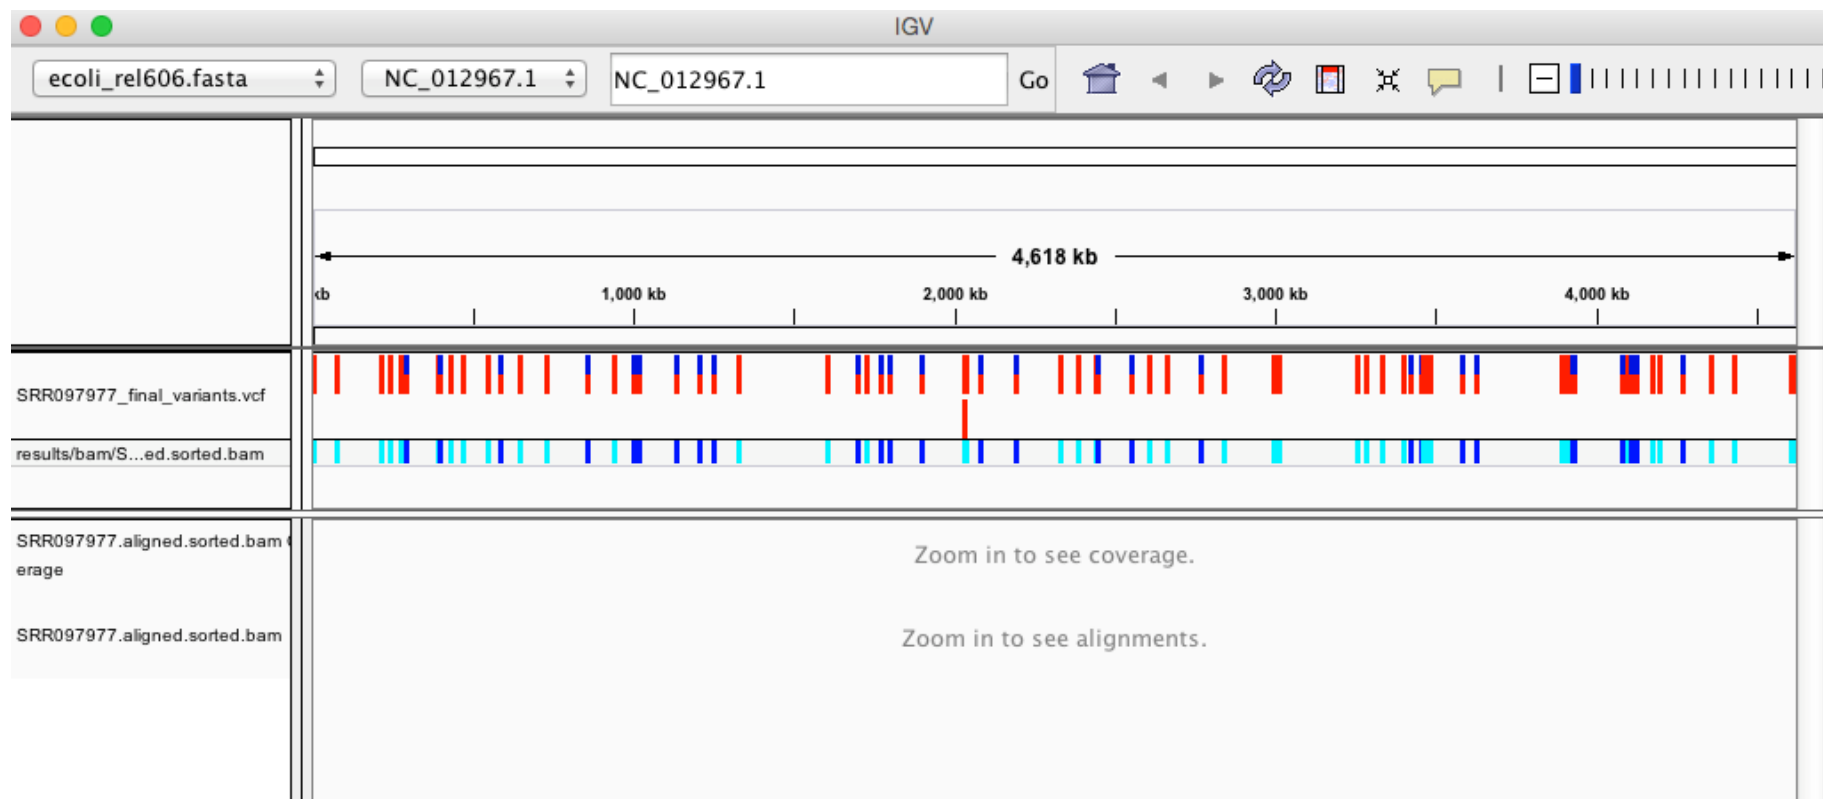 IGV
ecoli_rel606.fasta NC_012967.1 NC_012967.1 Go
4,618 kb
kb 1,000 kb 2,000 kb 3,000 kb 4,000 kb
SRR097977_final_variants.vcf
results/bam/S...ed.sorted.bam
SRR097977.aligned.sorted.bam
erage
Zoom in to see coverage.
SRR097977.aligned.sorted.bam
Zoom in to see alignments.